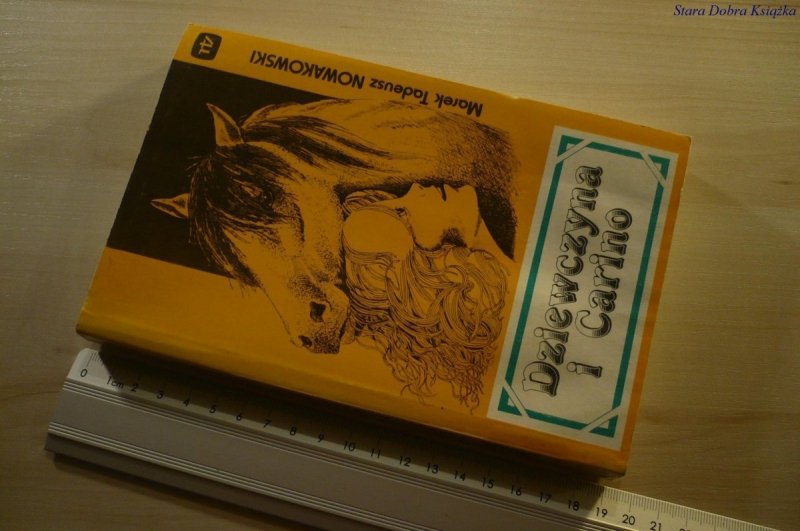 Stara Dobra Książka
Marek Tadeusz NOWAKOWSKI
Dziewczyna
i Carino
0 1cm 2 3 4 5 6 7 8 9 10 11 12 13 14 15 16 17 18 19 20 21